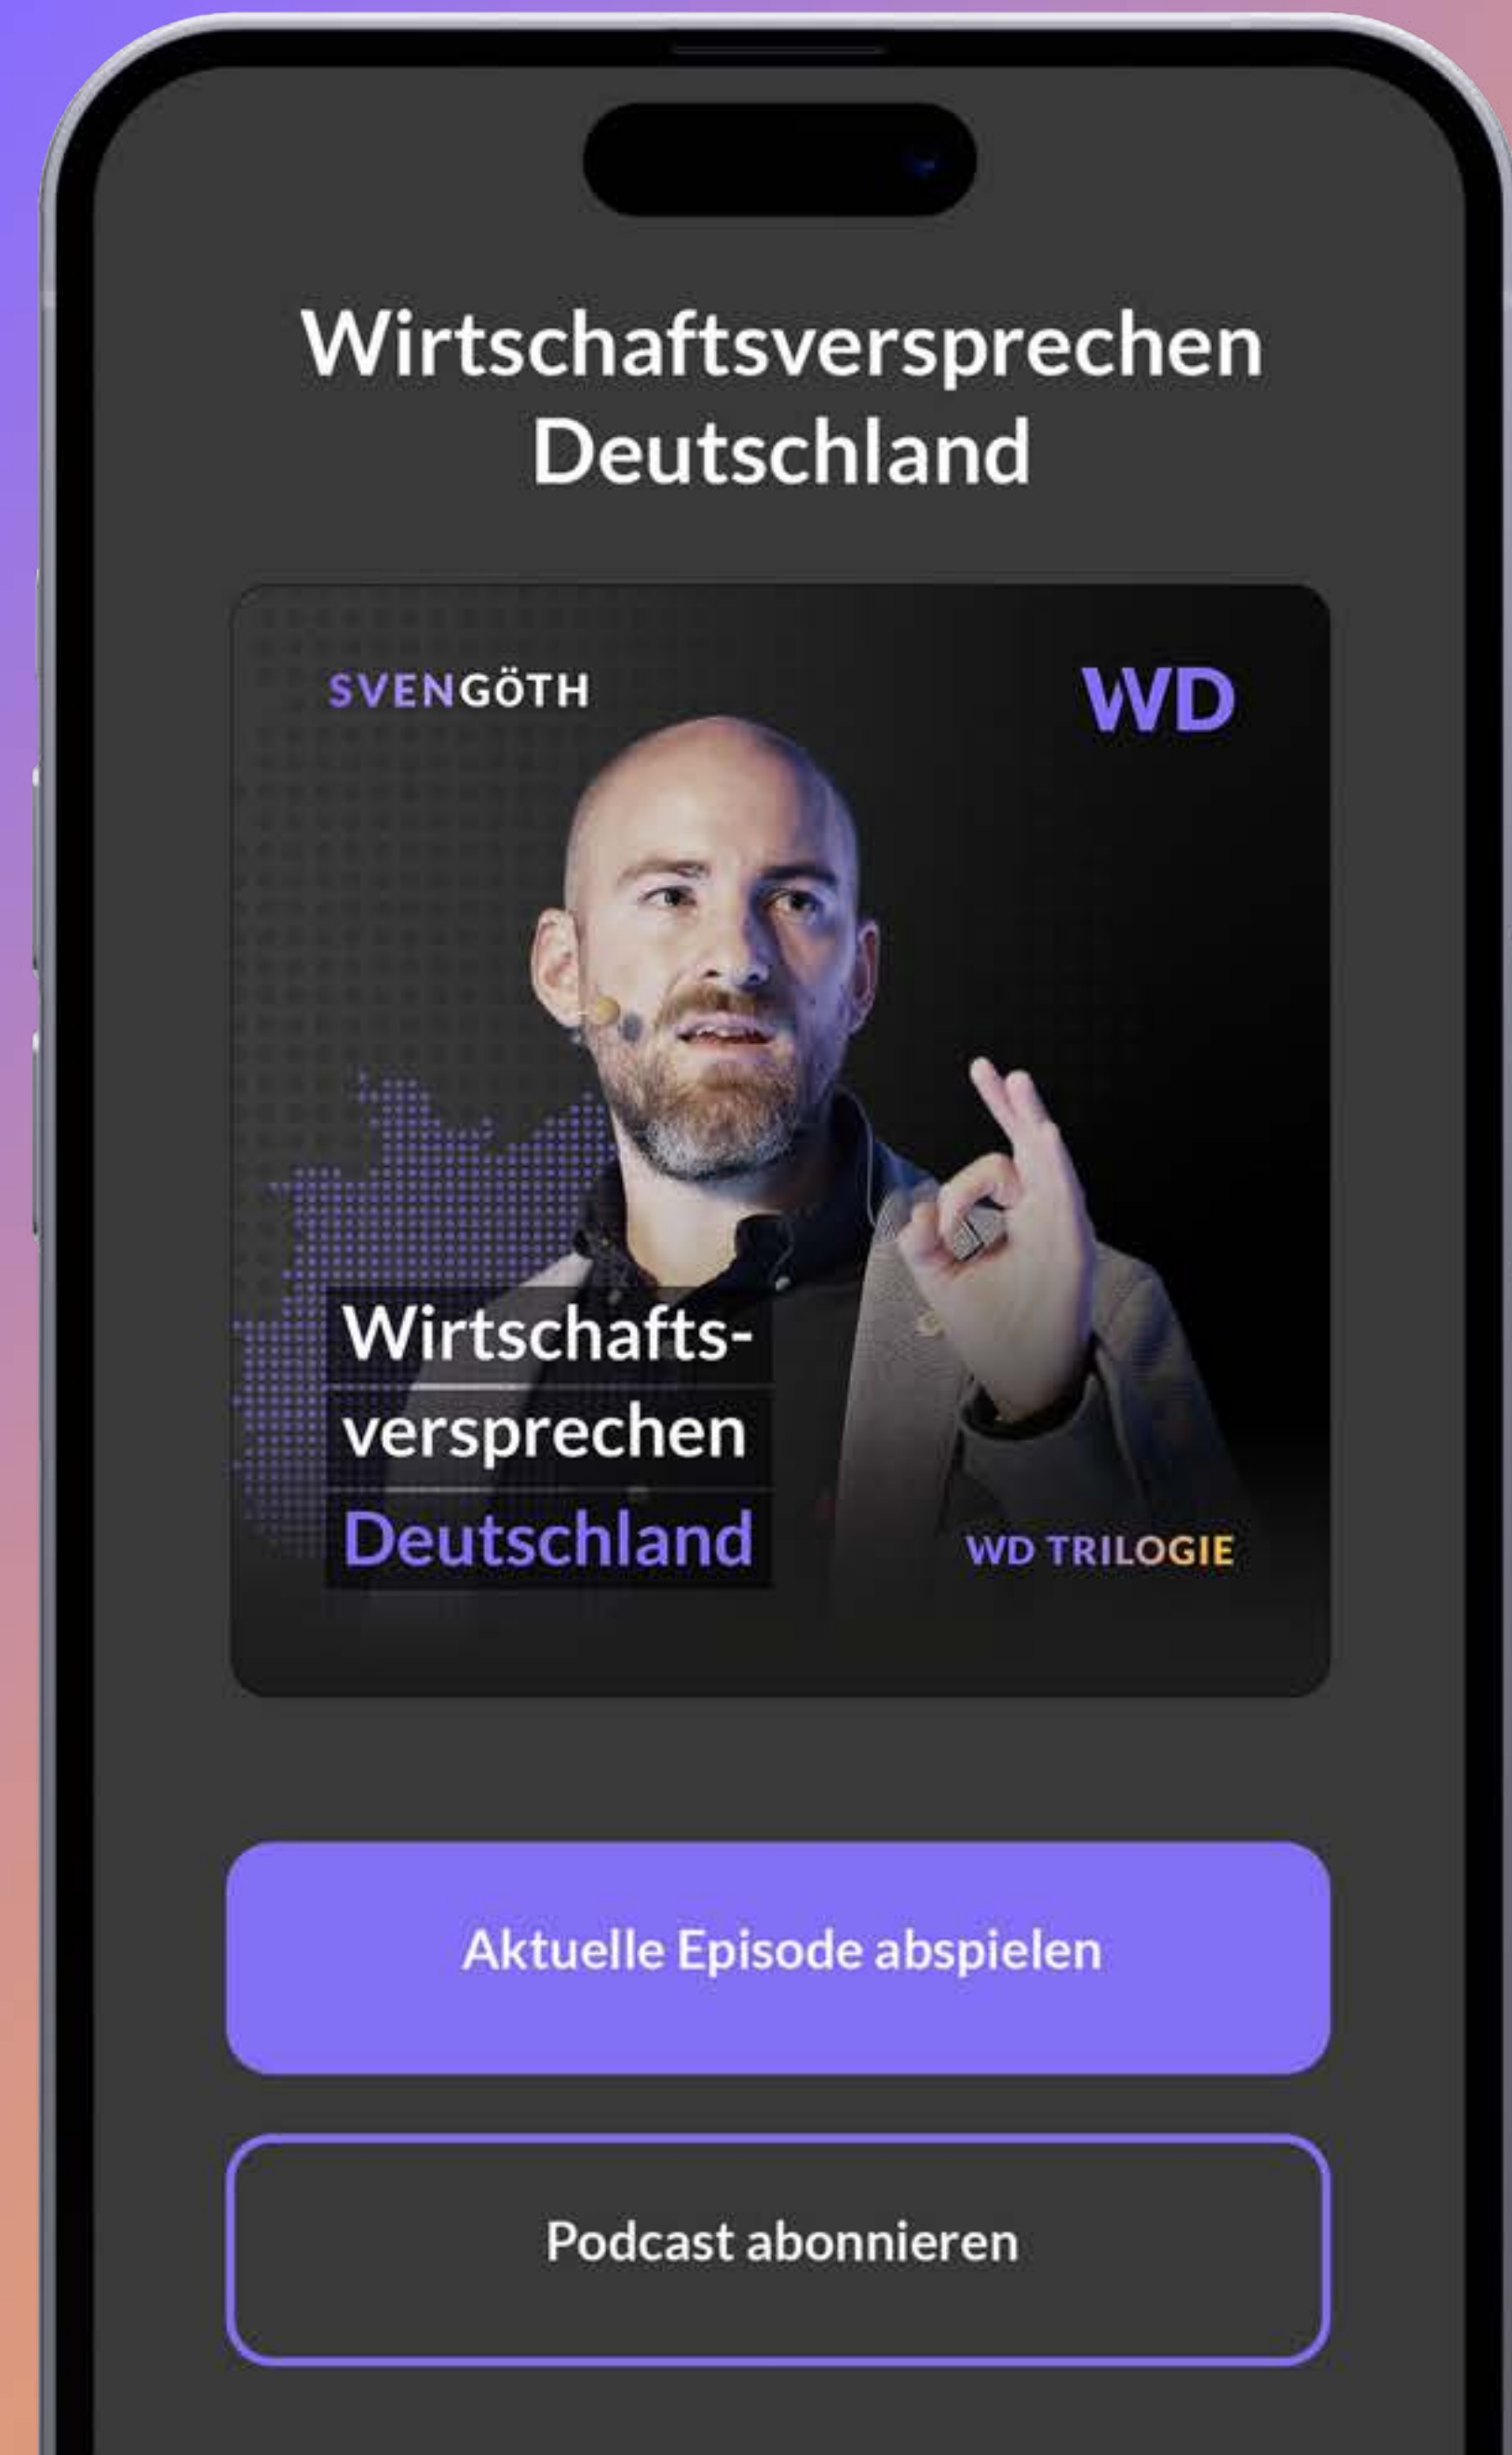 Wirtschaftsversprechen
Deutschland
SVENGÖTH
WD
Wirtschafts-
versprechen
Deutschland
WD TRILOGIE
Aktuelle Episode abspielen
Podcast abonnieren